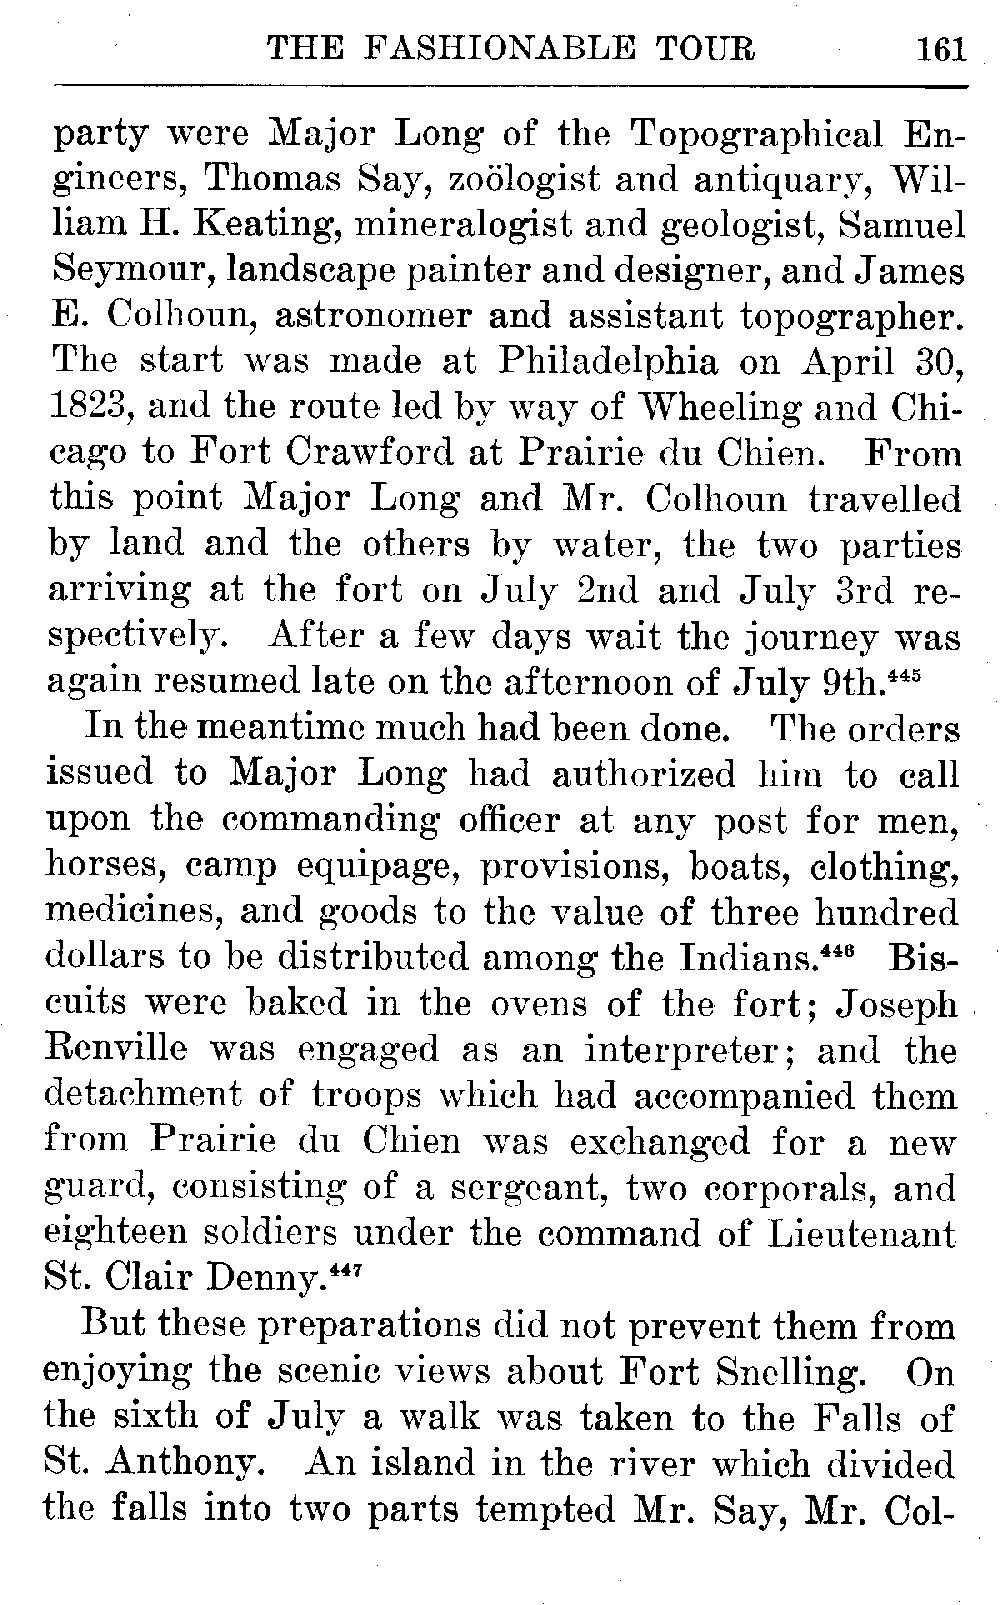 THE FASHIONABLE TOUR 161
party were Major Long of the Topographical En-
gineers, Thomas Say, zoölogist and antiquary, Wil-
liam H. Keating, mineralogist and geologist, Samuel
Seymour, landscape painter and designer, and James
E. Colhoun, astronomer and assistant topographer.
The start was made at Philadelphia on April 30,
1823, and the route led by way of Wheeling and Chi-
cago to Fort Crawford at Prairie du Chien. From
this point Major Long and Mr. Colhoun travelled
by land and the others by water, the two parties
arriving at the fort on July 2nd and July 3rd re-
spectively. After a few days wait the journey was
again resumed late on the afternoon of July 9th.⁴⁴⁵
In the meantime much had been done. The orders
issued to Major Long had authorized him to call
upon the commanding officer at any post for men,
horses, camp equipage, provisions, boats, clothing,
medicines, and goods to the value of three hundred
dollars to be distributed among the Indians.⁴⁴⁶ Bis-
cuits were baked in the ovens of the fort; Joseph
Renville was engaged as an interpreter; and the
detachment of troops which had accompanied them
from Prairie du Chien was exchanged for a new
guard, consisting of a sergeant, two corporals, and
eighteen soldiers under the command of Lieutenant
St. Clair Denny.⁴⁴⁷
But these preparations did not prevent them from
enjoying the scenic views about Fort Snelling. On
the sixth of July a walk was taken to the Falls of
St. Anthony. An island in the river which divided
the falls into two parts tempted Mr. Say, Mr. Col-